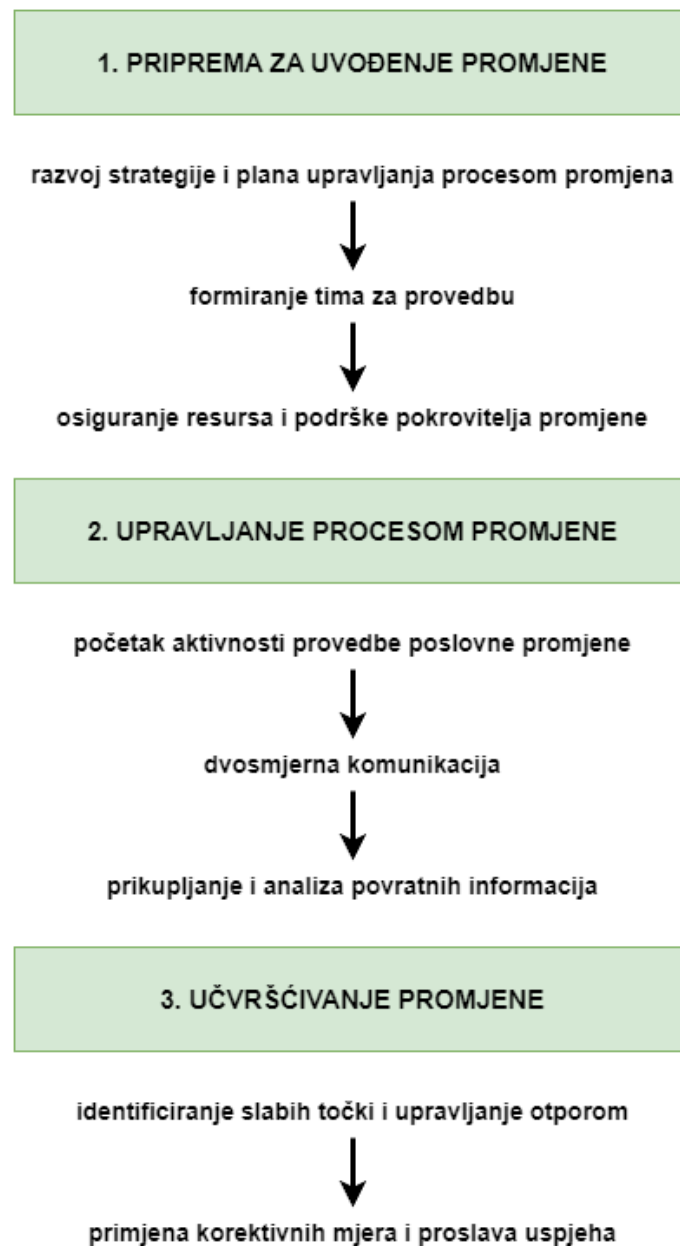 1. PRIPREMA ZA UVOĐENJE PROMJENE
razvoj strategije i plana upravljanja procesom promjena
formiranje tima za provedbu
osiguranje resursa i podrške pokrovitelja promjene
2. UPRAVLJANJE PROCESOM PROMJENE
početak aktivnosti provedbe poslovne promjene
dvosmjerna komunikacija
prikupljanje i analiza povratnih informacija
3. UČVRŠĆIVANJE PROMJENE
identificiranje slabih točki i upravljanje otporom
primjena korektivnih mjera i proslava uspjeha